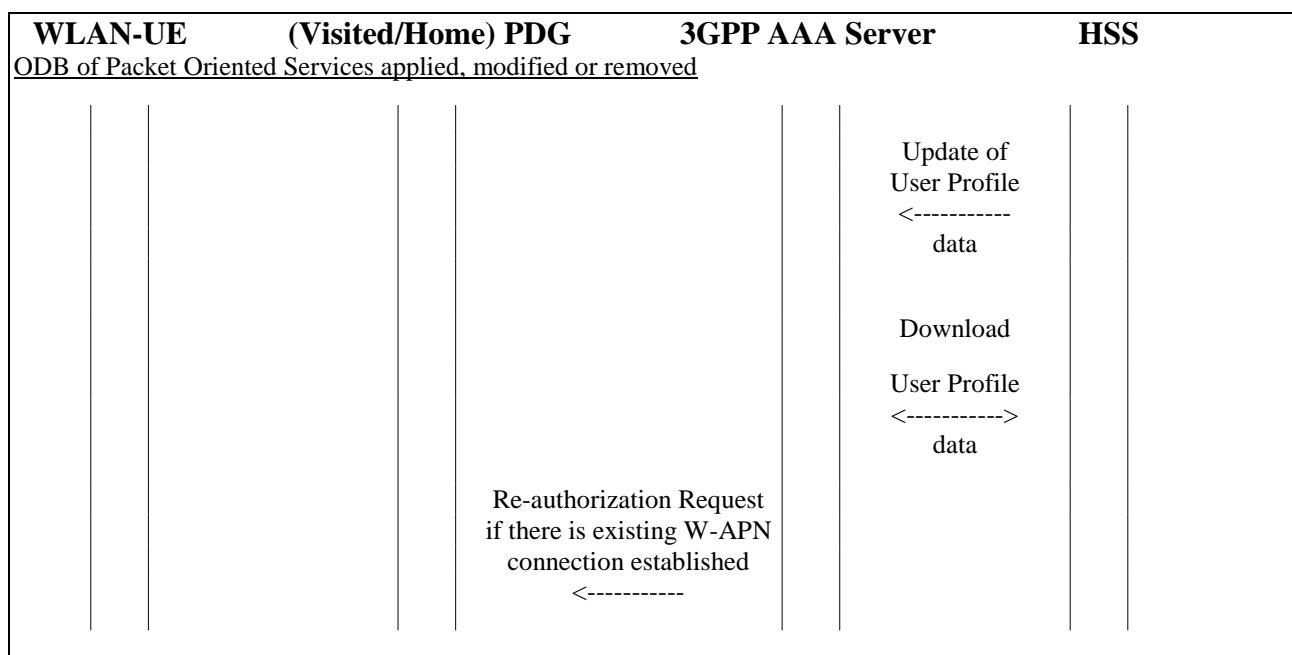 WLAN-UE (Visited/Home) PDG 3GPP AAA Server HSS
ODB of Packet Oriented Services applied, modified or removed
Update of
User Profile
<-----------
data
Download
User Profile
<----------->
data
Re-authorization Request
if there is existing W-APN
connection established
<-----------